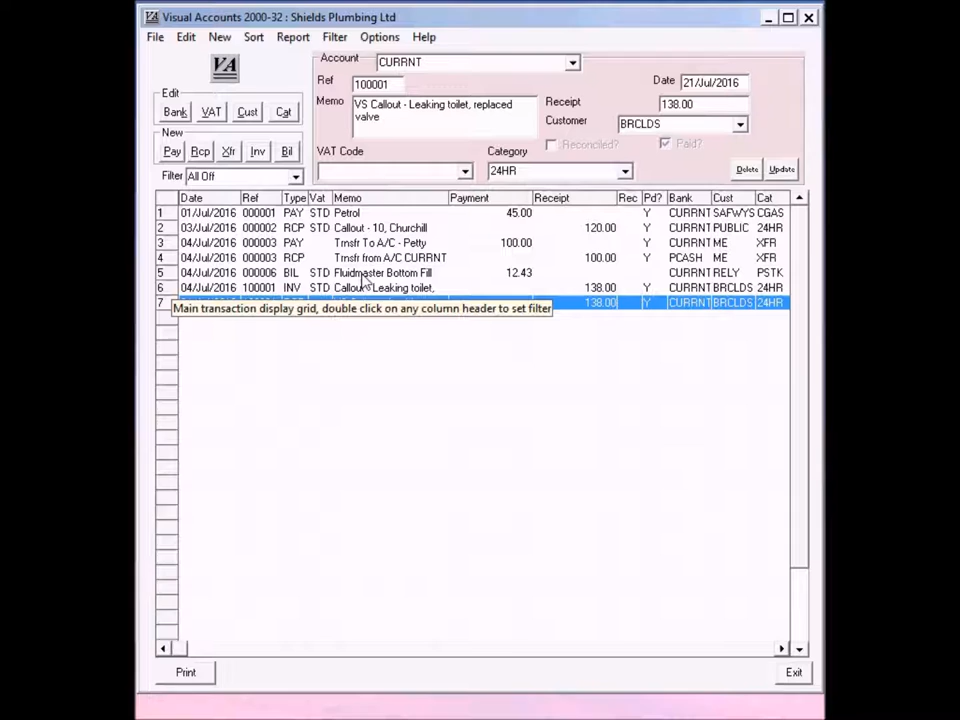 Visual Accounts 2000-32 : Shields Plumbing Ltd
File Edit New Sort Report Filter Options Help
VA
Account CURRNT
Ref 100001 Date 21/Jul/2016
Edit
Memo VS Callout - Leaking toilet, replaced valve
Receipt 138.00
Bank VAT Cust Cat
Customer BRCLDS
New
Reconciled? Paid?
Pay Rcp Xfr Inv Bil
VAT Code Category
Filter All Off 24HR Delete Update
Date Ref Type Vat Memo Payment Receipt Rec Pd? Bank Cust Cat
1 01/Jul/2016 000001 PAY STD Petrol 45.00 Y CURRNT SAFWYS CGAS
2 03/Jul/2016 000002 RCP STD Callout - 10, Churchill 120.00 Y CURRNT PUBLIC 24HR
3 04/Jul/2016 000003 PAY Trnsfr To A/C - Petty 100.00 Y CURRNT ME XFR
4 04/Jul/2016 000003 RCP Trnsfr from A/C CURRNT 100.00 Y PCASH ME XFR
5 04/Jul/2016 000006 BIL STD Fluidmaster Bottom Fill 12.43 CURRNT RELY PSTK
6 04/Jul/2016 100001 INV STD Callout - Leaking toilet, 138.00 Y CURRNT BRCLDS 24HR
7 138.00 Y CURRNT BRCLDS 24HR
Main transaction display grid, double click on any column header to set filter
Print Exit